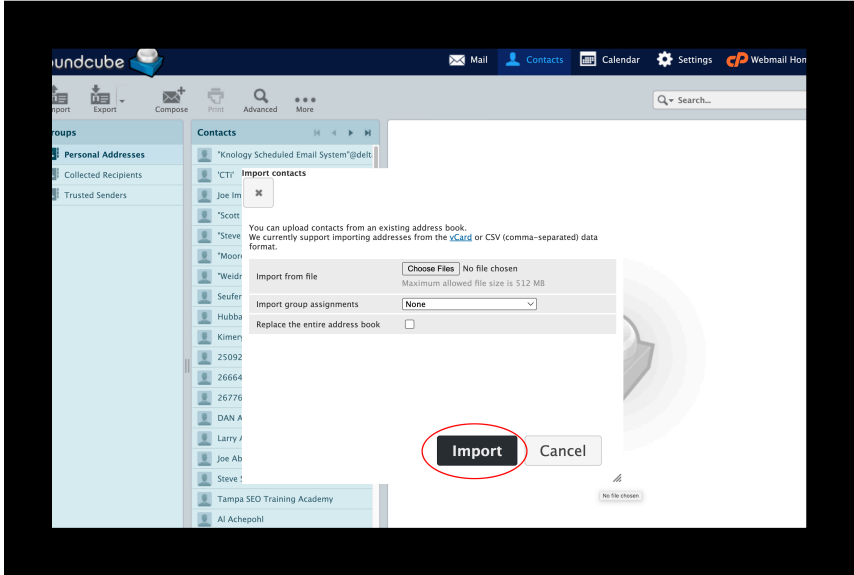 oundcube
Mail
Contacts
Calendar
Settings
cP Webmail Hom
mport
Export
Compose
Print
Advanced
More
Search...
roups
Personal Addresses
Collected Recipients
Trusted Senders
Contacts
"Knology Scheduled Email System"@delt
'CTi'
Joe Im
"Scott
"Steve
"Moor
"Weidr
Seufer
Hubba
Kimery
25092
26664
26776
DAN A
Larry A
Joe Ab
Steve S
Tampa SEO Training Academy
Al Achepohl
Import contacts
You can upload contacts from an existing address book.
We currently support importing addresses from the vCard or CSV (comma-separated) data
format.
Import from file
Choose Files No file chosen
Maximum allowed file size is 512 MB
Import group assignments
None
Replace the entire address book
Import
Cancel
No file chosen